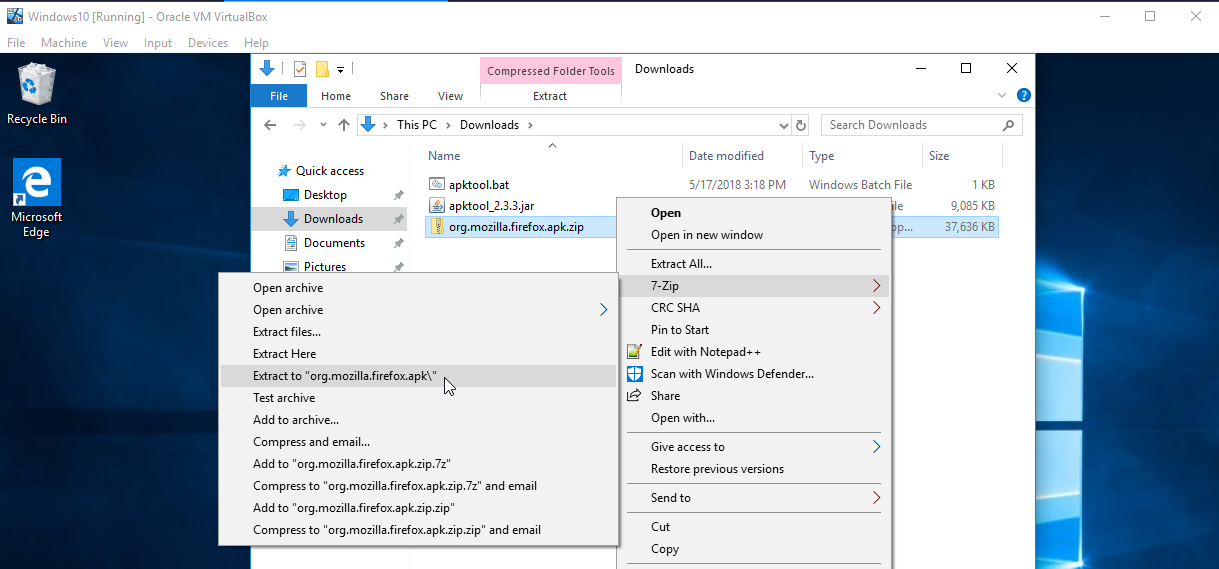 Windows10 [Running] - Oracle VM VirtualBox
File Machine View Input Devices Help
Recycle Bin
Microsoft
Edge
Compressed Folder Tools Downloads
File Home Share View Extract
This PC Downloads
Search Downloads
Name Date modified Type Size
Quick access
Desktop
Downloads
Documents
Pictures
apktool.bat 5/17/2018 3:18 PM Windows Batch File 1 KB
apktool_2.3.3.jar ile 9,085 KB
org.mozilla.firefox.apk.zip op... 37,636 KB
Open
Open in new window
Extract All...
7-Zip
CRC SHA
Pin to Start
Edit with Notepad++
Scan with Windows Defender...
Share
Open with...
Give access to
Restore previous versions
Send to
Cut
Copy
Open archive
Open archive
Extract files...
Extract Here
Extract to "org.mozilla.firefox.apk\"
Test archive
Add to archive...
Compress and email...
Add to "org.mozilla.firefox.apk.zip.7z"
Compress to "org.mozilla.firefox.apk.zip.7z" and email
Add to "org.mozilla.firefox.apk.zip.zip"
Compress to "org.mozilla.firefox.apk.zip.zip" and email